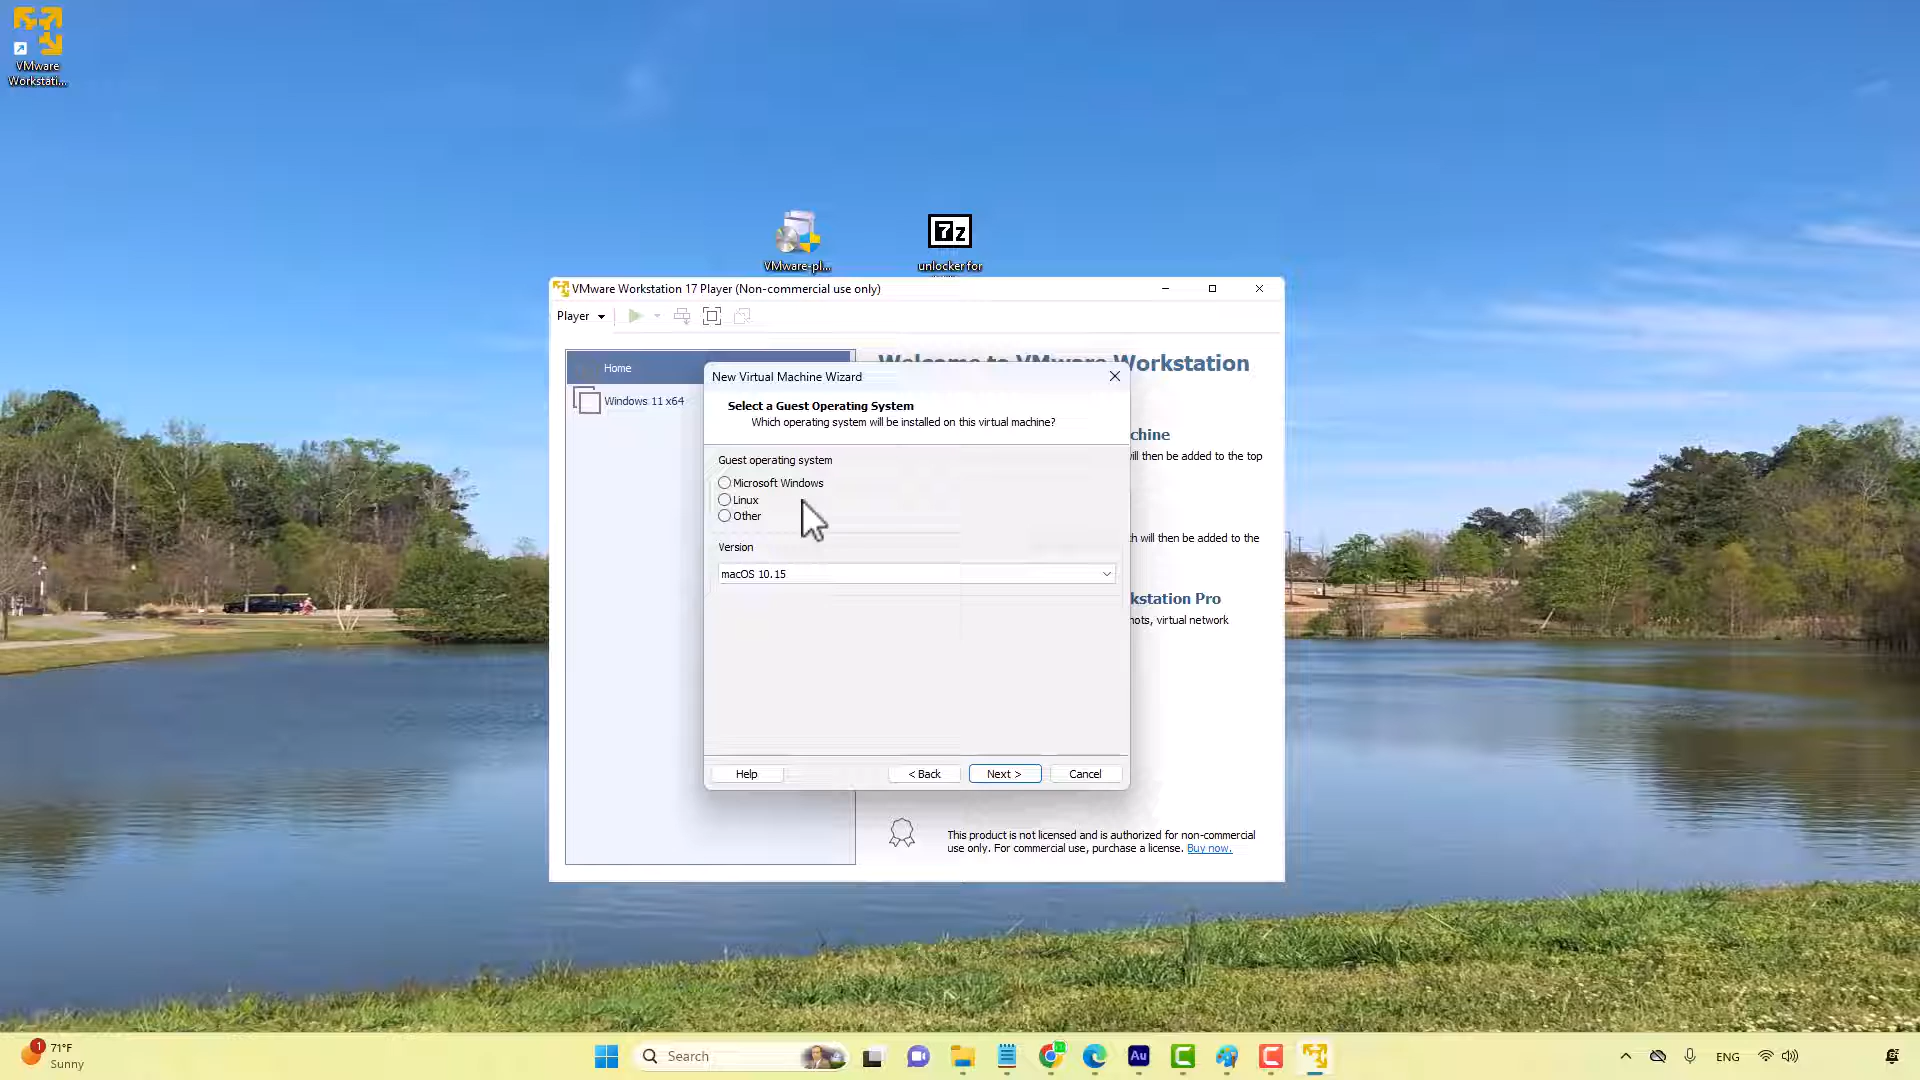 VMware
Workstati...
VMware-pl...
7z
unlocker for
VMware Workstation 17 Player (Non-commercial use only)
Player
Home
Windows 11 x64
Workstation
New Virtual Machine Wizard
Select a Guest Operating System
Which operating system will be installed on this virtual machine?
Guest operating system
Microsoft Windows
Linux
Other
Version
macOS 10.15
Help
< Back
Next >
Cancel
chine
ill then be added to the top
h will then be added to the
kstation Pro
hots, virtual network
This product is not licensed and is authorized for non-commercial
use only. For commercial use, purchase a license. Buy now.
1
71°F
Sunny
Search
Au
ENG